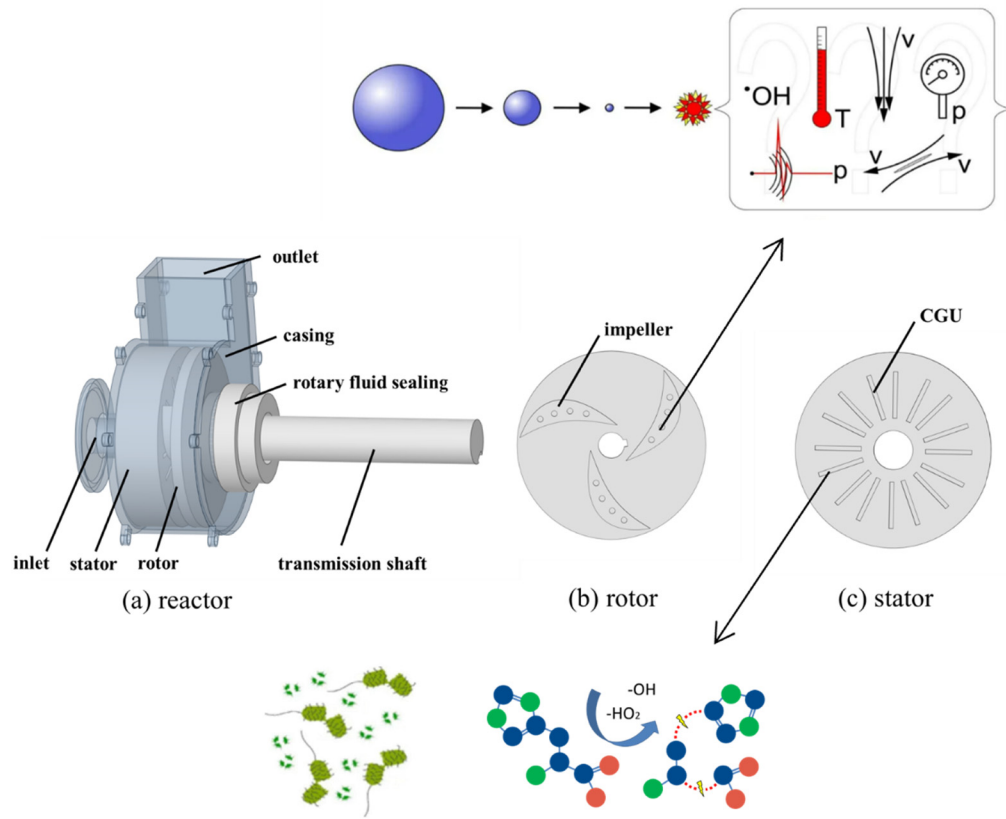 •OH
T
v
p
p
v
v
outlet
casing
rotary fluid sealing
inlet
stator
rotor
transmission shaft
(a) reactor
impeller
(b) rotor
CGU
(c) stator
-OH
-HO₂